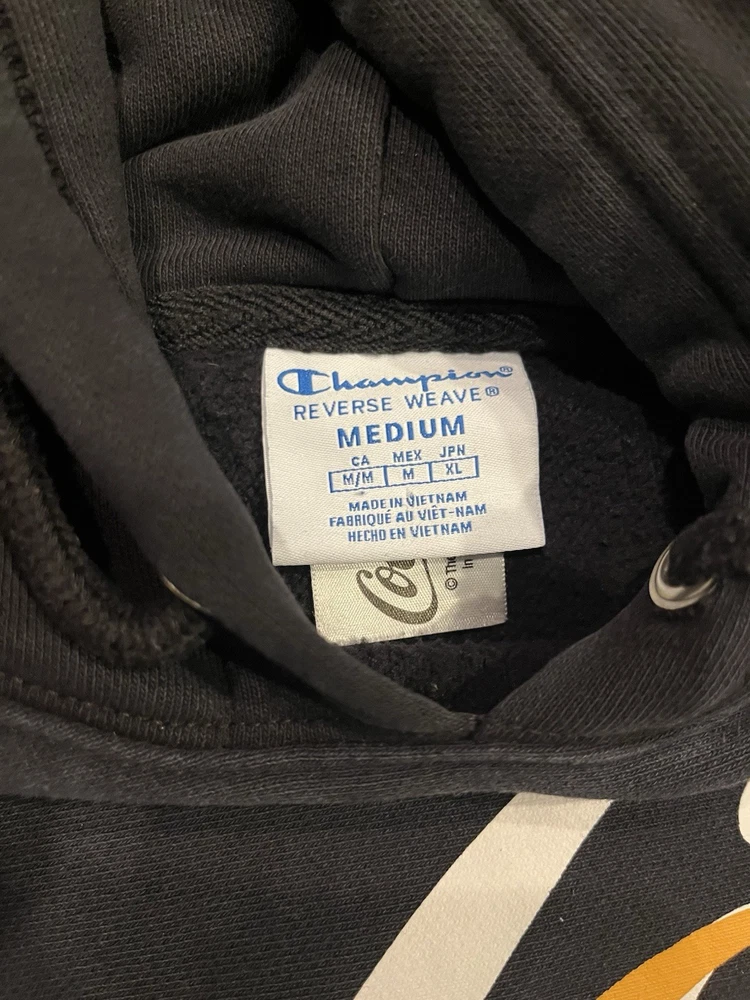 Champion®
REVERSE WEAVE®
MEDIUM
CA MEX JPN
M/M M XL
MADE IN VIETNAM
FABRIQUÉ AU VIÊT-NAM
HECHO EN VIETNAM
©